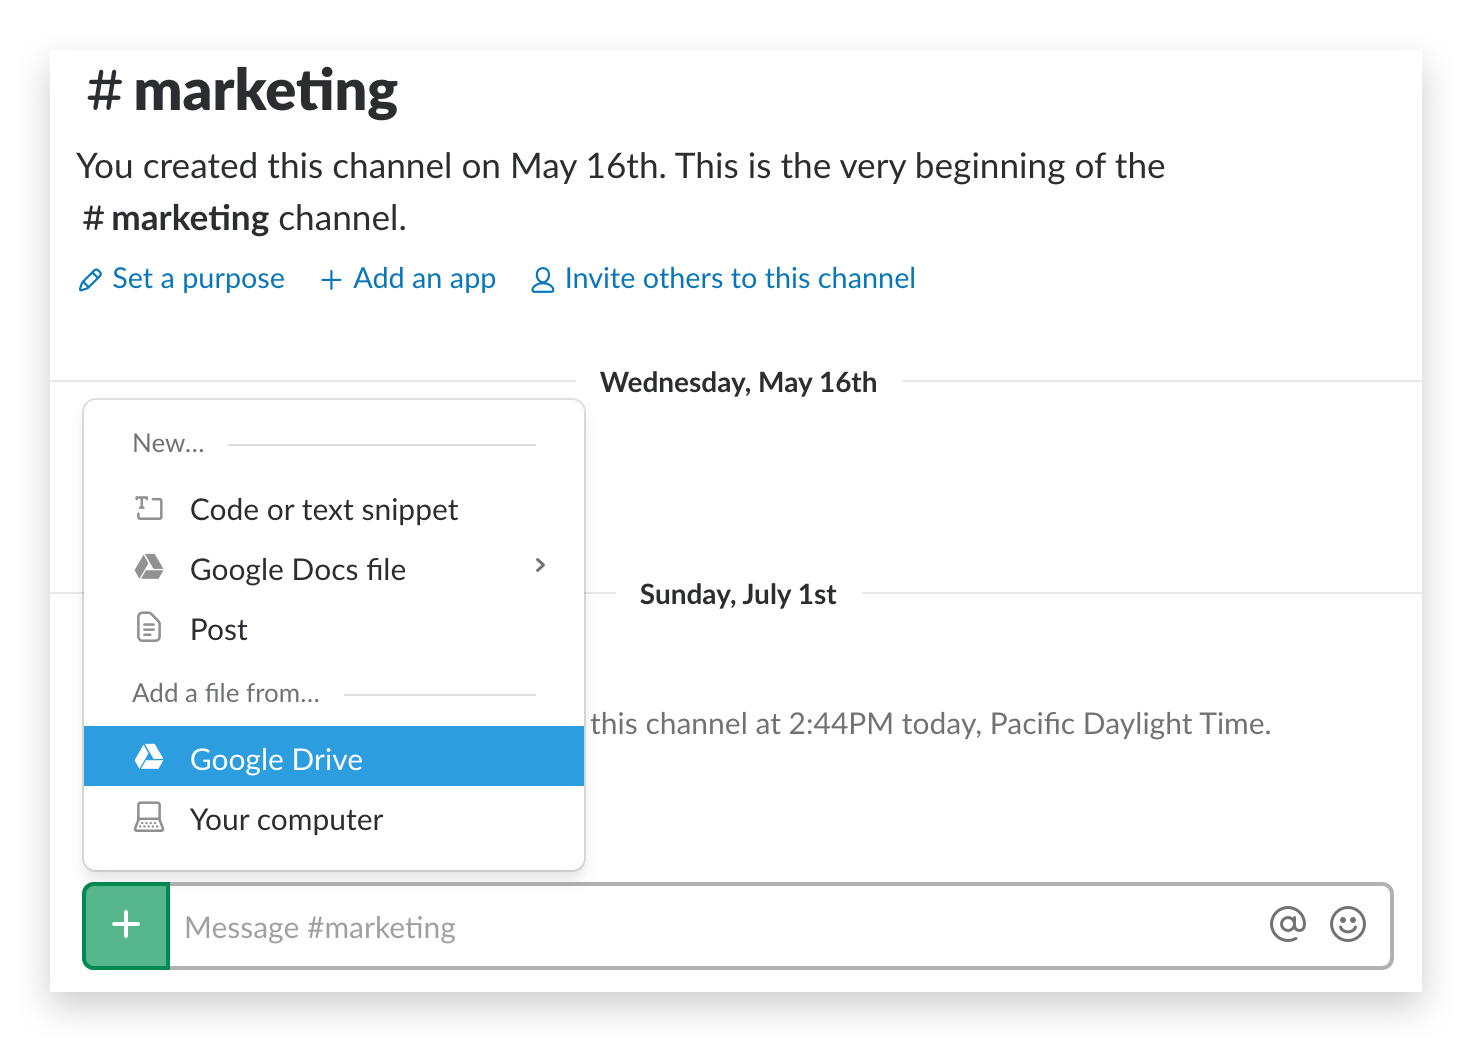 # marketing
You created this channel on May 16th. This is the very beginning of the
# marketing channel.
Set a purpose + Add an app Invite others to this channel
Wednesday, May 16th
New...
Code or text snippet
Google Docs file
Sunday, July 1st
Post
Add a file from...
this channel at 2:44PM today, Pacific Daylight Time.
Google Drive
Your computer
+ Message #marketing @